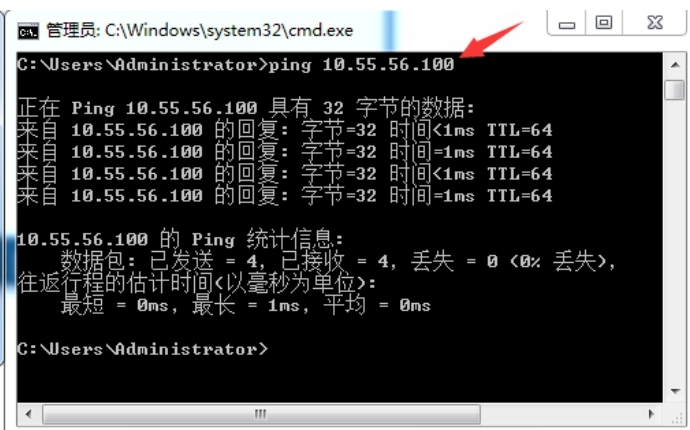 管理员: C:\Windows\system32\cmd.exe
C:\Users\Administrator>ping 10.55.56.100
正在 Ping 10.55.56.100 具有 32 字节的数据:
来自 10.55.56.100 的回复: 字节=32 时间<1ms TTL=64
来自 10.55.56.100 的回复: 字节=32 时间=1ms TTL=64
来自 10.55.56.100 的回复: 字节=32 时间<1ms TTL=64
来自 10.55.56.100 的回复: 字节=32 时间=1ms TTL=64
10.55.56.100 的 Ping 统计信息:
数据包: 已发送 = 4, 已接收 = 4, 丢失 = 0 (0% 丢失),
往返行程的估计时间(以毫秒为单位):
最短 = 0ms, 最长 = 1ms, 平均 = 0ms
C:\Users\Administrator>